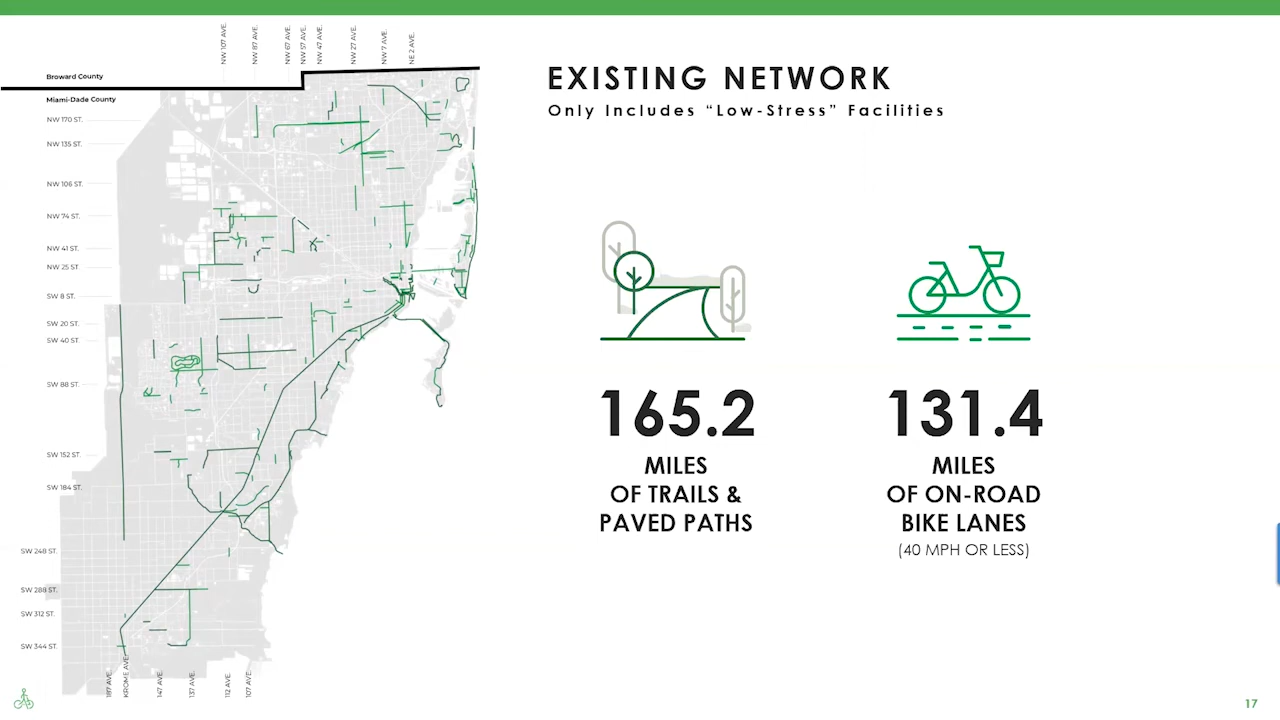 NW 107 AVE.
NW 87 AVE.
NW 67 AVE.
NW 57 AVE.
NW 47 AVE.
NW 27 AVE.
NW 7 AVE.
NE 2 AVE.
Broward County
Miami-Dade County
NW 170 ST.
NW 135 ST.
NW 106 ST.
NW 74 ST.
NW 41 ST.
NW 25 ST.
SW 8 ST.
SW 20 ST.
SW 40 ST.
SW 88 ST.
SW 152 ST.
SW 184 ST.
SW 248 ST.
SW 288 ST.
SW 312 ST.
SW 344 ST.
187 AVE.
KROME AVE.
147 AVE.
137 AVE.
112 AVE.
107 AVE.
EXISTING NETWORK
Only Includes “Low-Stress” Facilities
165.2
MILES
OF TRAILS &
PAVED PATHS
131.4
MILES
OF ON-ROAD
BIKE LANES
(40 MPH OR LESS)
17